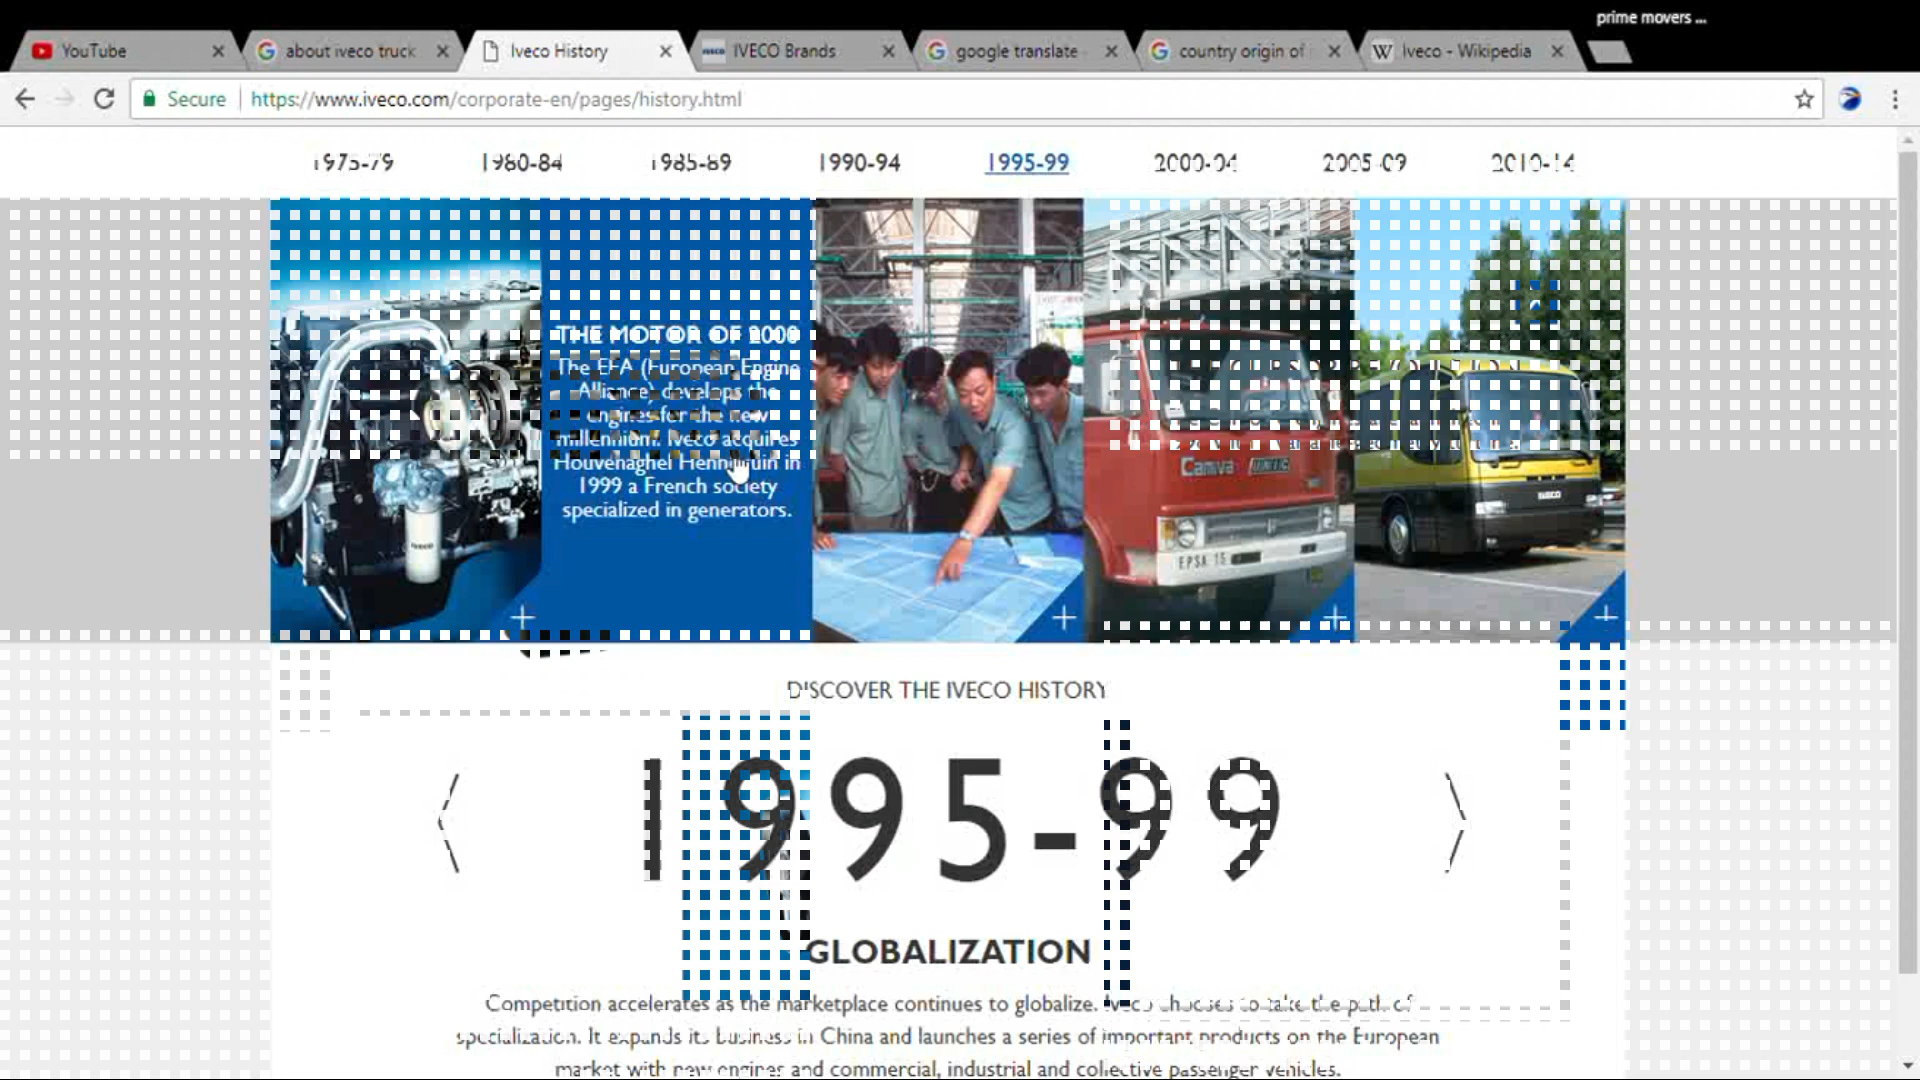 prime movers ...
YouTube
about iveco truck
Iveco History
IVECO Brands
google translate
country origin of
Iveco - Wikipedia
Secure
https://www.iveco.com/corporate-en/pages/history.html
1975-79
1980-84
1985-89
1990-94
1995-99
2000-04
2005-09
2010-14
THE MOTOR OF 2000
The EEA (European Engine
Alliance) develops the
engines for the new
millennium. Iveco acquires
Houvenaghel Hennequin in
1999 a French society
specialized in generators.
IVECO
Camiva UNIC
EPSA 15
IVECO
DISCOVER THE IVECO HISTORY
1995-99
GLOBALIZATION
Competition accelerates as the marketplace continues to globalize. Iveco chooses to take the path of
specialization. It expands its business in China and launches a series of important products on the European
market with new engines and commercial, industrial and collective passenger vehicles.